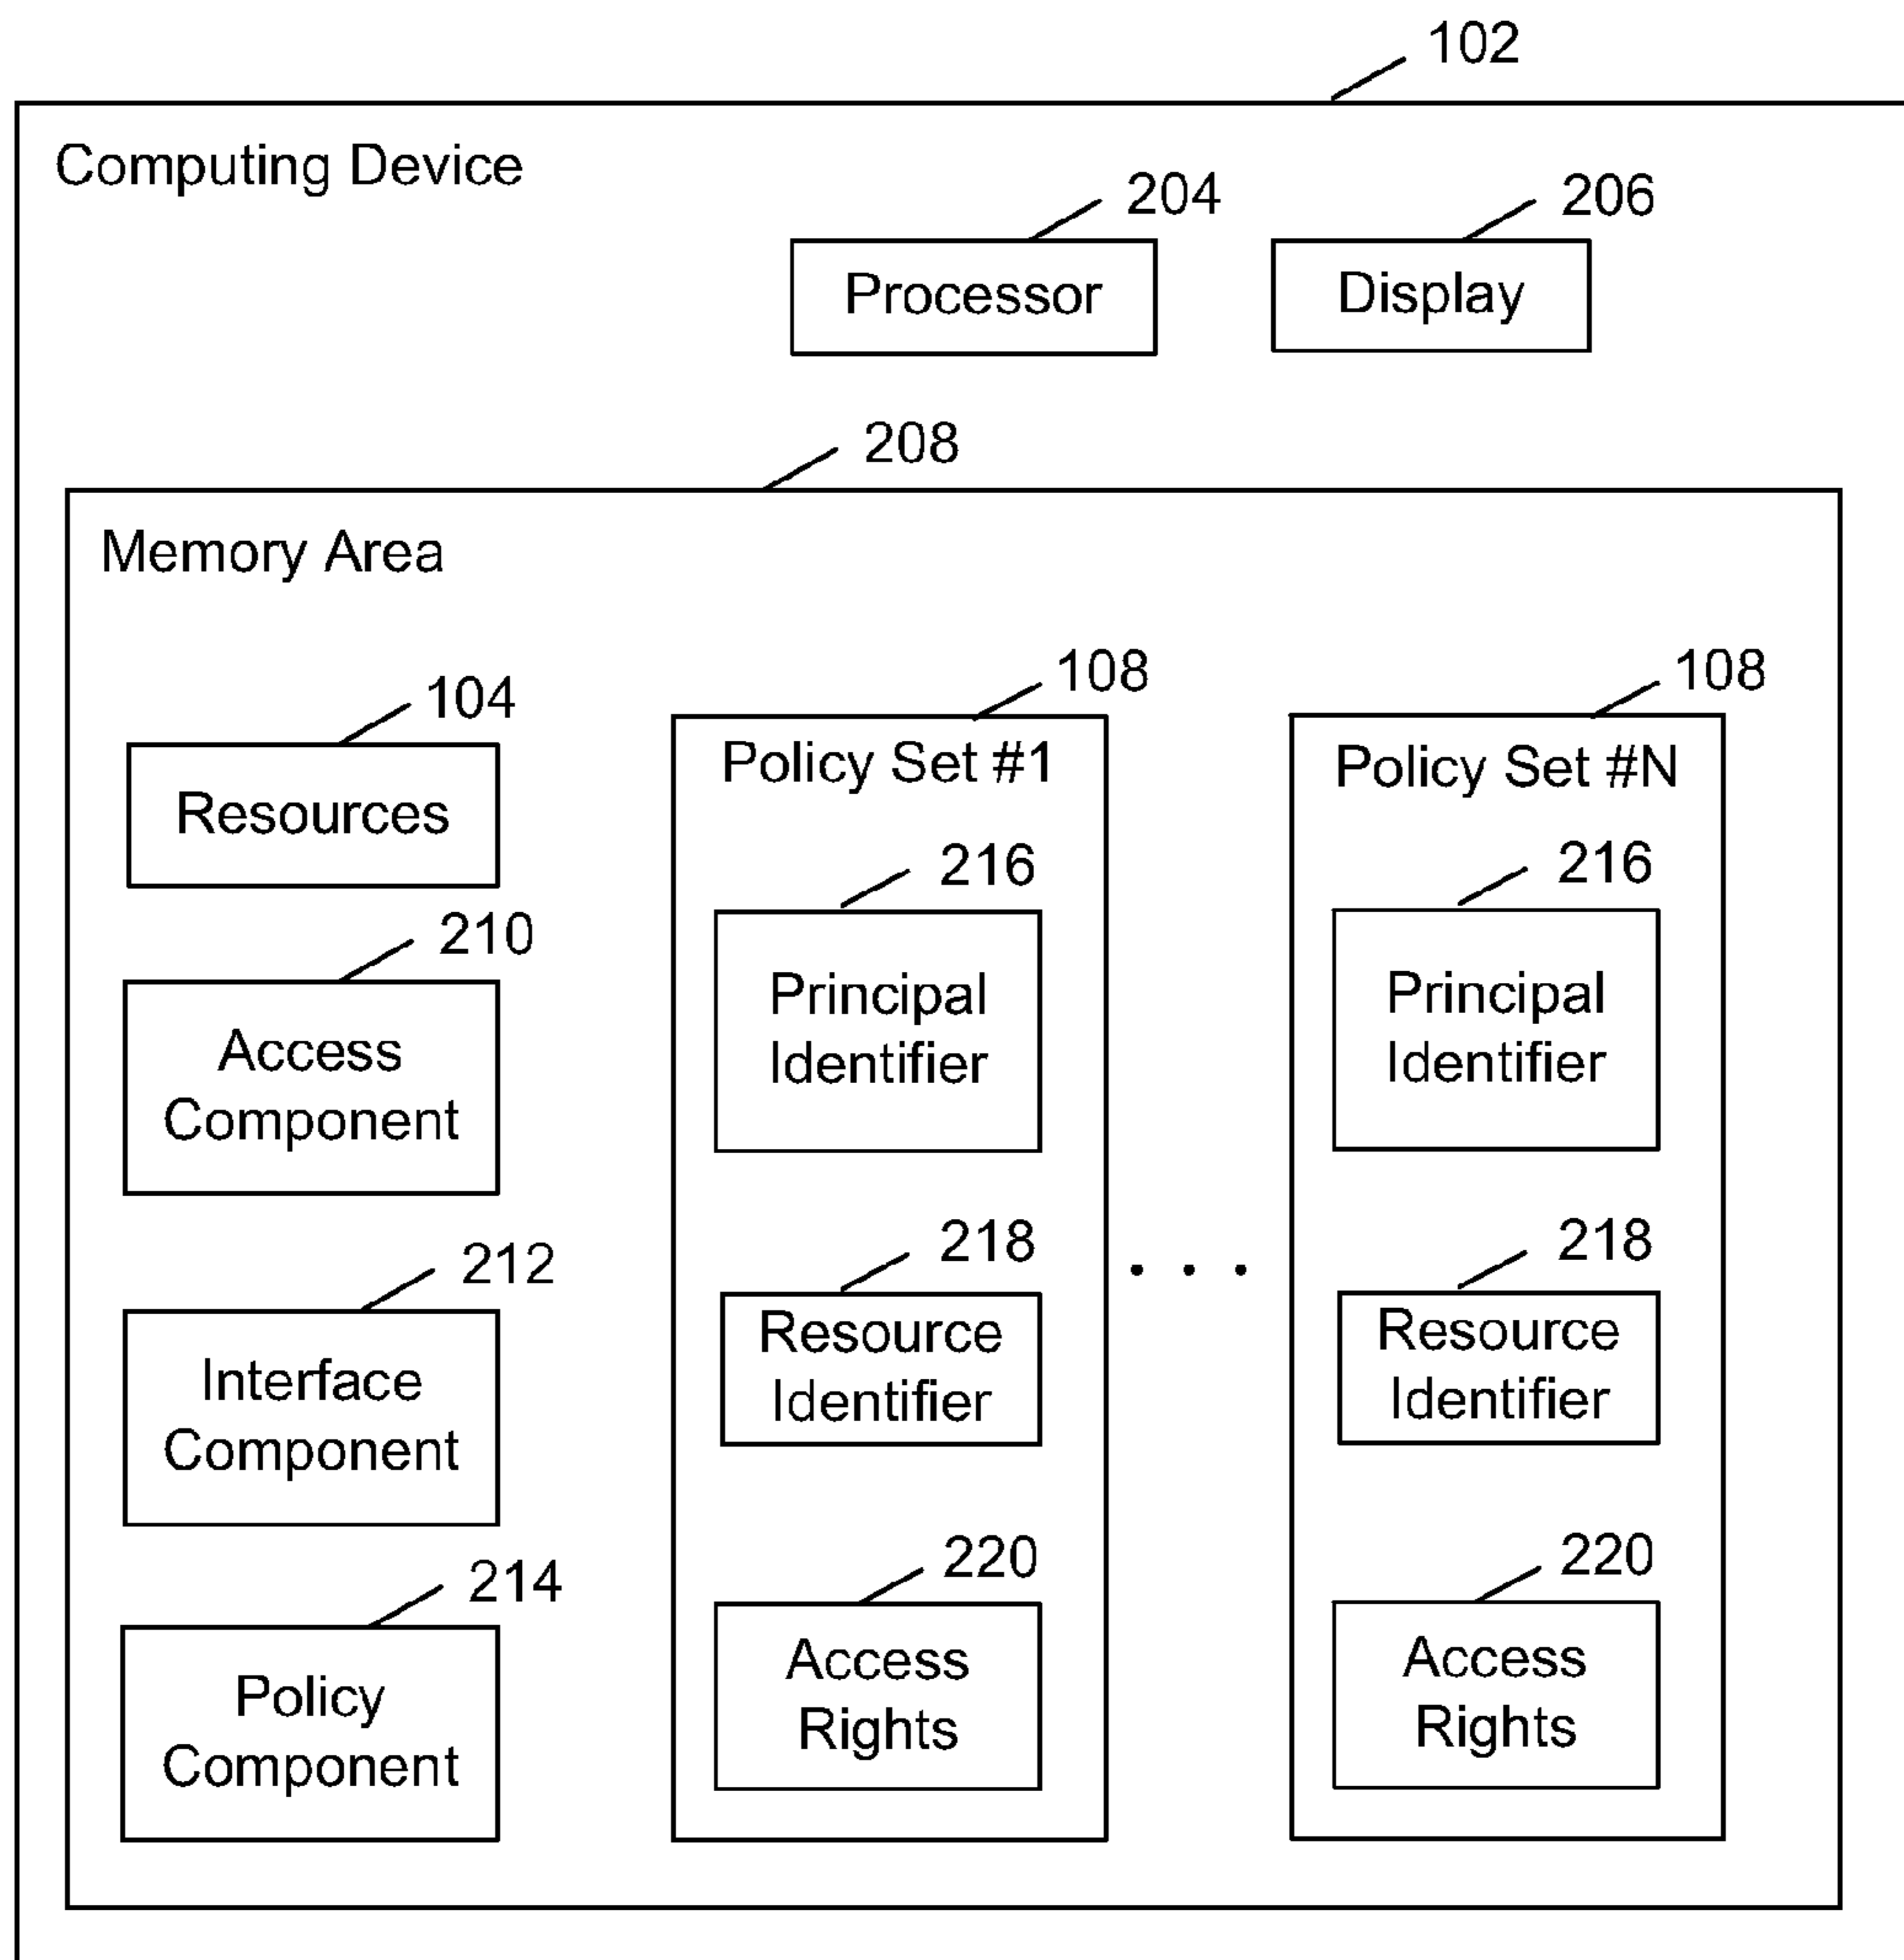 102
Computing Device
204
206
Processor
Display
208
Memory Area
104
Resources
210
Access
Component
212
Interface
Component
214
Policy
Component
108
Policy Set #1
216
Principal
Identifier
218
Resource
Identifier
220
Access
Rights
. . .
108
Policy Set #N
216
Principal
Identifier
218
Resource
Identifier
220
Access
Rights